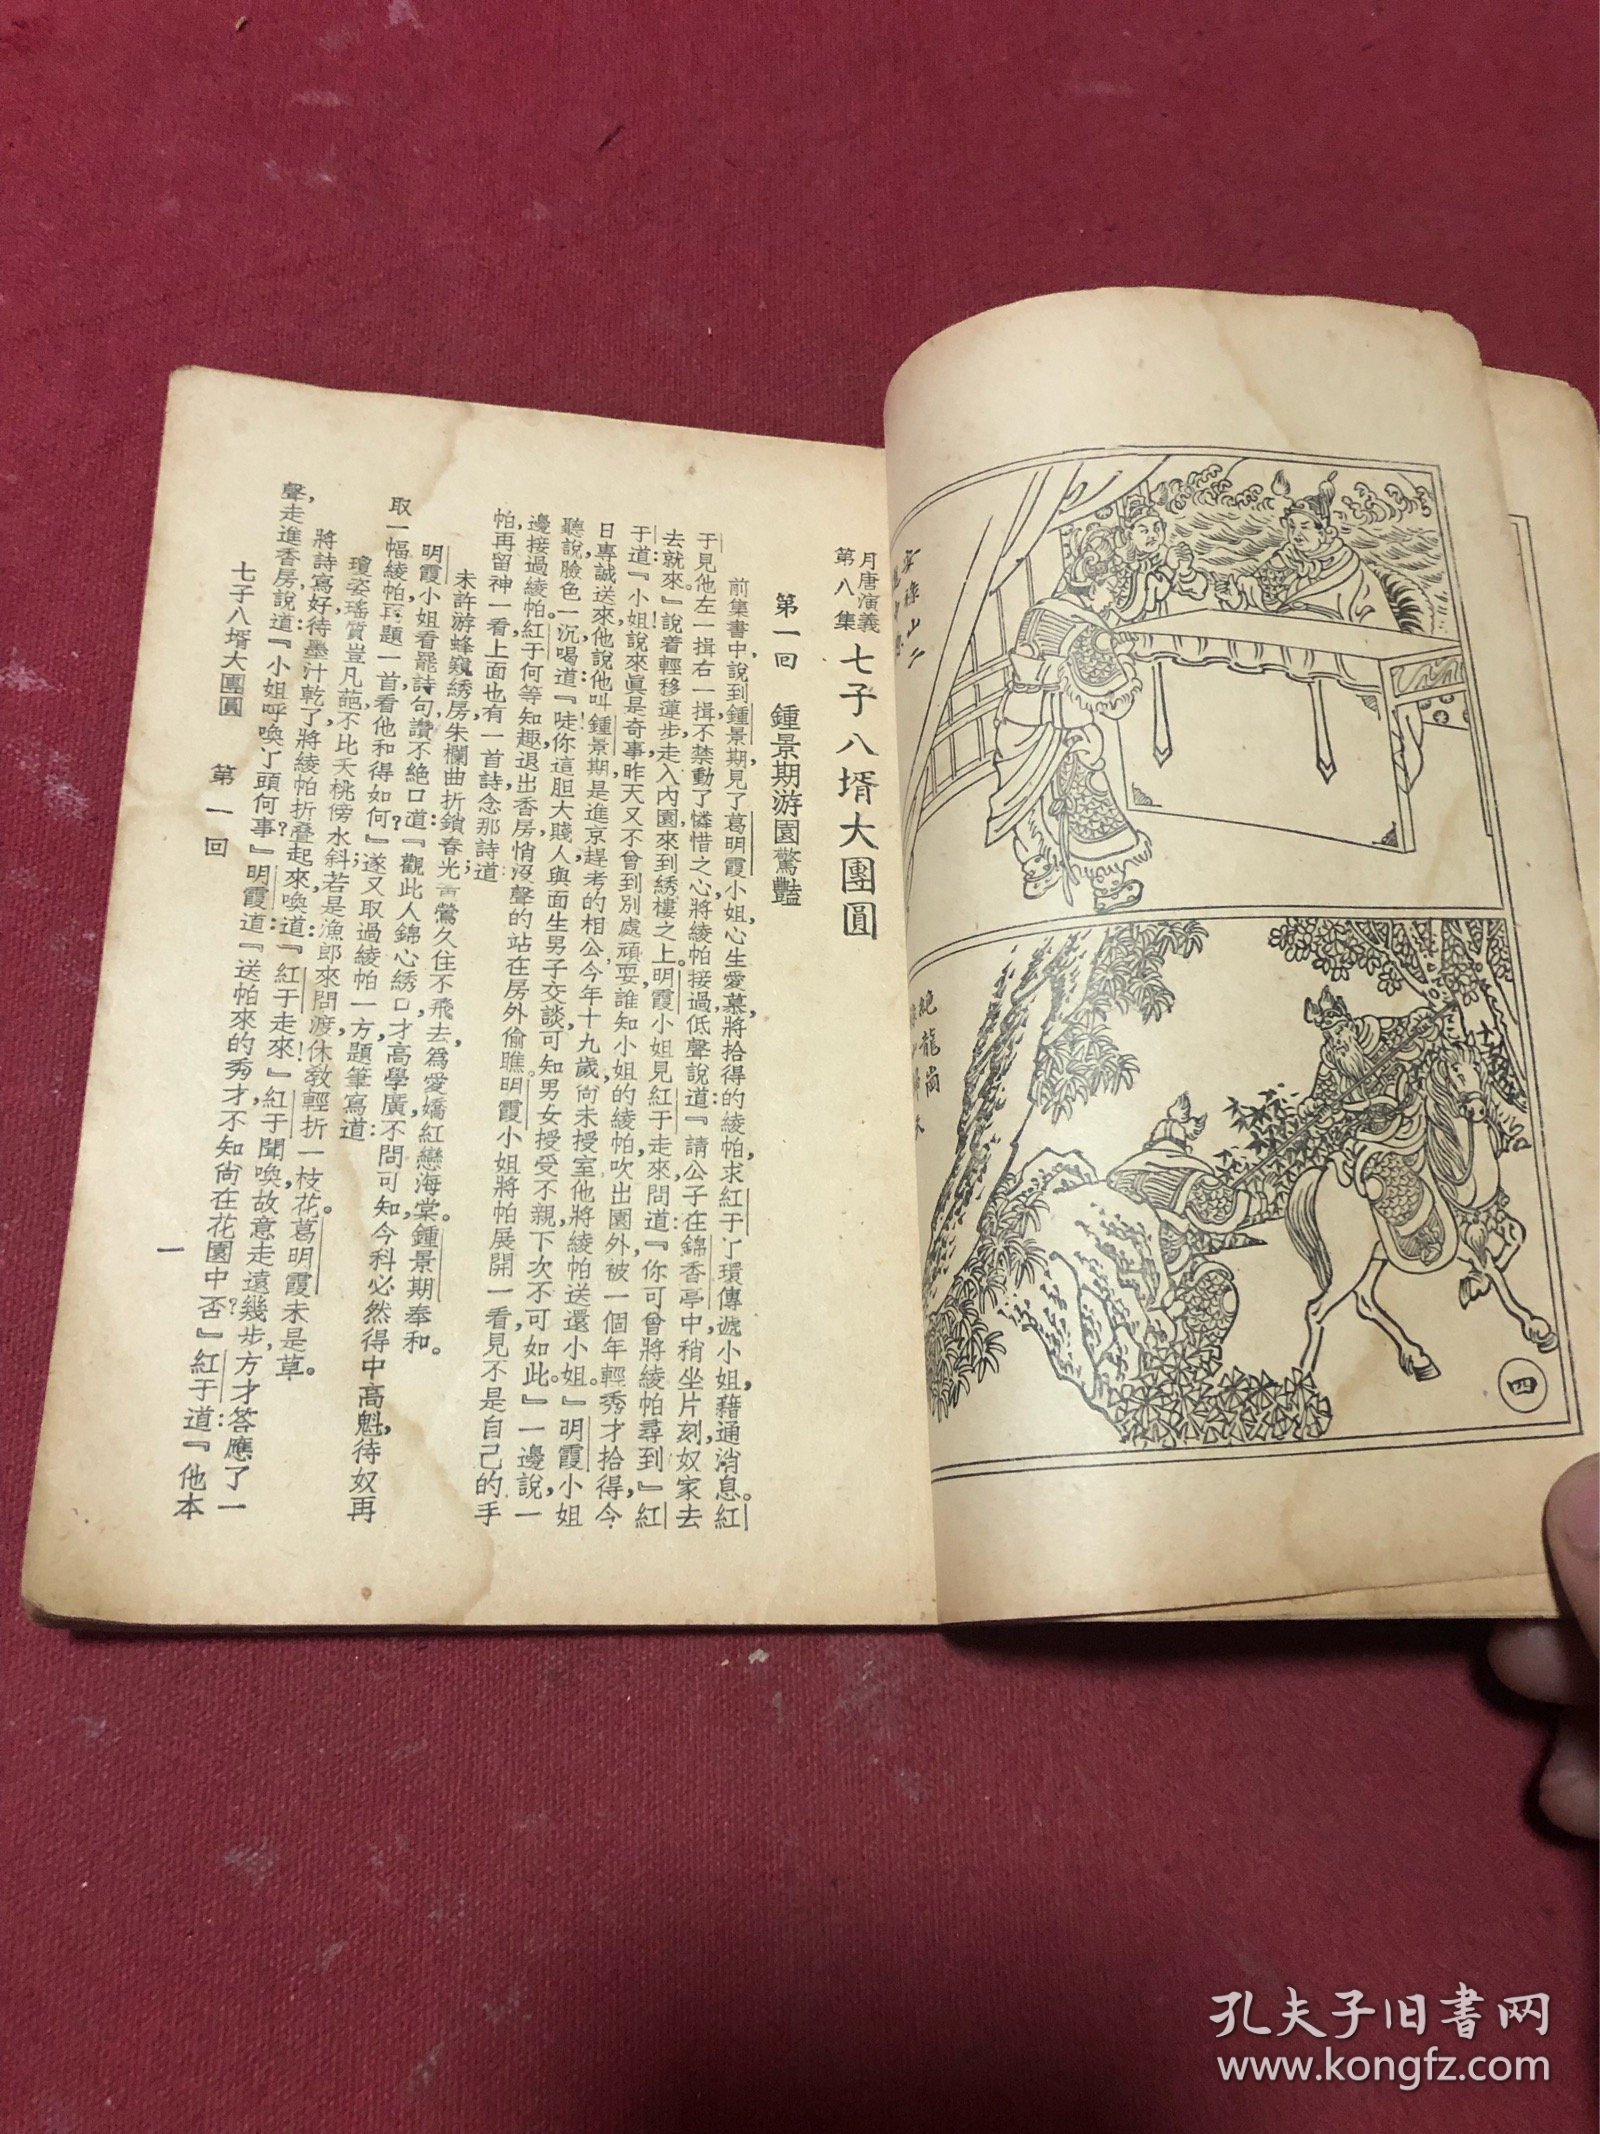 月唐演義
第八集
七子八壻大團圓
第一回　鍾景期游園驚豔
前集書中，說到鍾景期見了葛明霞小姐，心生愛慕，將拾得的綾帕，求紅于丫環傳遞小姐，藉通消息。紅
于見他左一揖，右一揖，不禁動了憐惜之心，將綾帕接過，低聲說道：『請公子在錦香亭中稍坐片刻，奴家去
去就來！』說着輕移蓮步，走入內園，來到綉樓之上。明霞小姐見紅于走來，問道：『你可曾將綾帕尋到』紅
于道：『小姐說來眞是奇事，昨天又不曾到別處頑耍，誰知小姐的綾帕，吹出園外，被一個年輕秀才拾得，今
日專誠送來，他說他叫鍾景期，是進京趕考的相公，今年十九歲，尙未授室，他將綾帕送還小姐。』明霞小姐
聽說，臉色一沉，喝道：『唗！你這胆大賤人，與面生男子交談，可知男女授受不親，下次不可如此。』一邊說，一
邊接過綾帕。紅于何等知趣，退出香房，悄沒聲的站在房外偷瞧。明霞小姐將帕展開一看，見不是自己的手
帕，再留神一看，上面也有一首詩，念那詩道：
未許游蜂窺綉房，朱欄曲折鎖春光，黃鶯久住不飛去，爲愛嬌紅戀海棠。鍾景期奉和。
明霞小姐看罷詩句，讚不絕口道：『觀此人錦心綉口，才高學廣，不問可知，今科必然得中高魁，待奴再
取一幅綾帕，再題一首，看他和得如何？』遂又取過綾帕一方，題筆寫道：
瓊姿瑤質豈凡葩，不比夭桃傍水斜；若是漁郎來問渡，休敎輕折一枝花。葛明霞未是草。
將詩寫好，待墨汁乾了，將綾帕折叠起來，喚道：『紅于走來！』紅于聞喚，故意走遠幾步，方才答應了一
聲，走進香房，說道：『小姐呼喚丫頭何事？』明霞道：『送帕來的秀才，不知尙在花園中否？』紅于道：『他本
七子八壻大團圓　第一回　一
安祿山二
絕龍崗
四
孔夫子旧書网
www.kongfz.com